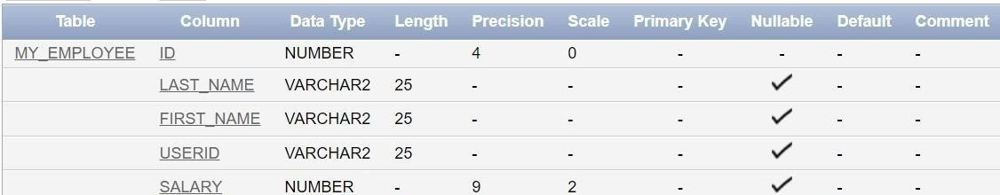 Table Column Data Type Length Precision Scale Primary Key Nullable Default Comment
MY_EMPLOYEE ID NUMBER - 4 0 - - - -
LAST_NAME VARCHAR2 25 - - - ✓ - -
FIRST_NAME VARCHAR2 25 - - - ✓ - -
USERID VARCHAR2 25 - - - ✓ - -
SALARY NUMBER - 9 2 - ✓ - -